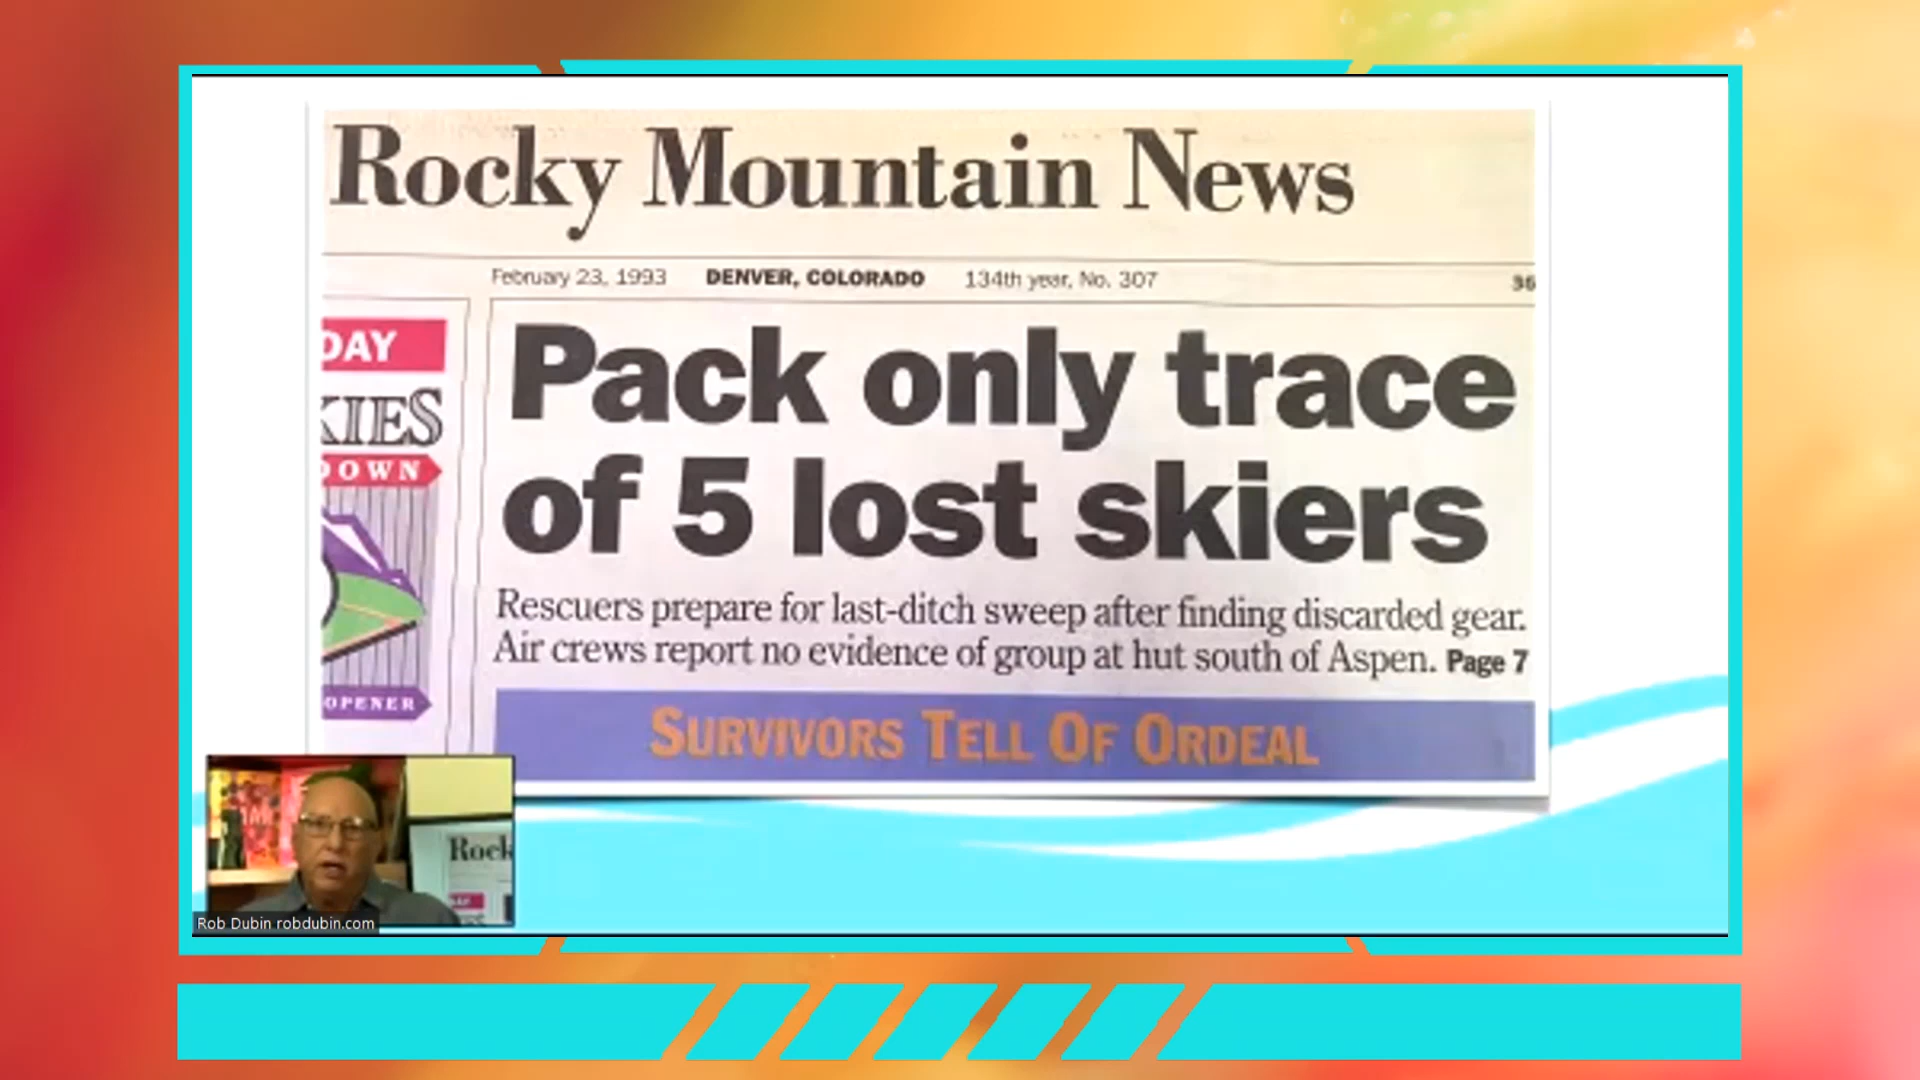 Rocky Mountain News
February 23, 1993 DENVER, COLORADO 134th year, No. 307
DAY
KIES
DOWN
OPENER
Pack only trace
of 5 lost skiers
Rescuers prepare for last-ditch sweep after finding discarded gear.
Air crews report no evidence of group at hut south of Aspen. Page 7
SURVIVORS TELL OF ORDEAL
Rock
Rob Dubin robdubin.com